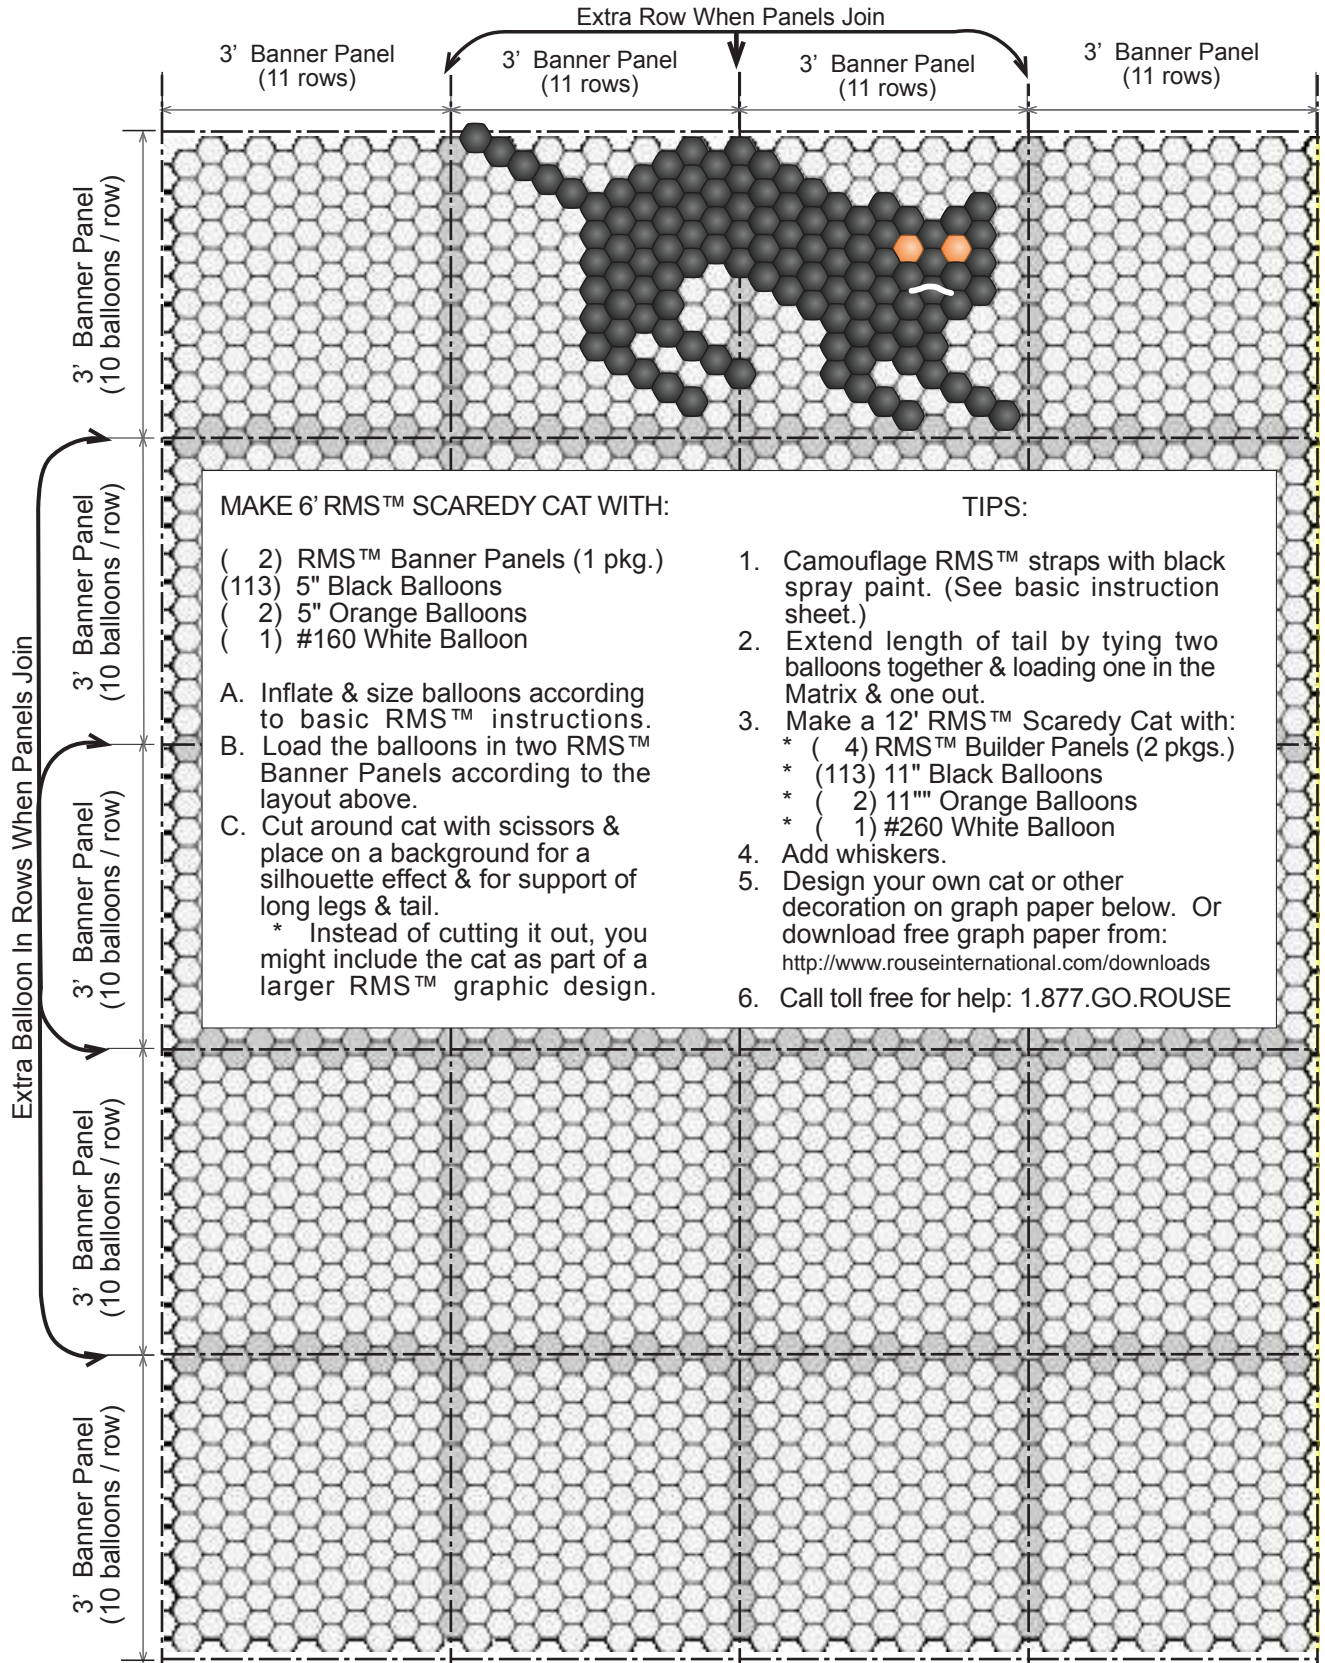 Extra Row When Panels Join
3' Banner Panel
(11 rows)
3' Banner Panel
(11 rows)
3' Banner Panel
(11 rows)
3' Banner Panel
(11 rows)
3' Banner Panel
(10 balloons / row)
3' Banner Panel
(10 balloons / row)
3' Banner Panel
(10 balloons / row)
3' Banner Panel
(10 balloons / row)
3' Banner Panel
(10 balloons / row)
Extra Balloon In Rows When Panels Join
MAKE 6' RMS™ SCAREDY CAT WITH:
( 2) RMS™ Banner Panels (1 pkg.)
(113) 5" Black Balloons
( 2) 5" Orange Balloons
( 1) #160 White Balloon
A. Inflate & size balloons according
to basic RMS™ instructions.
B. Load the balloons in two RMS™
Banner Panels according to the
layout above.
C. Cut around cat with scissors &
place on a background for a
silhouette effect & for support of
long legs & tail.
* Instead of cutting it out, you
might include the cat as part of a
larger RMS™ graphic design.
TIPS:
1. Camouflage RMS™ straps with black
spray paint. (See basic instruction
sheet.)
2. Extend length of tail by tying two
balloons together & loading one in the
Matrix & one out.
3. Make a 12' RMS™ Scaredy Cat with:
* ( 4) RMS™ Builder Panels (2 pkgs.)
* (113) 11" Black Balloons
* ( 2) 11"" Orange Balloons
* ( 1) #260 White Balloon
4. Add whiskers.
5. Design your own cat or other
decoration on graph paper below. Or
download free graph paper from:
http://www.rouseinternational.com/downloads
6. Call toll free for help: 1.877.GO.ROUSE